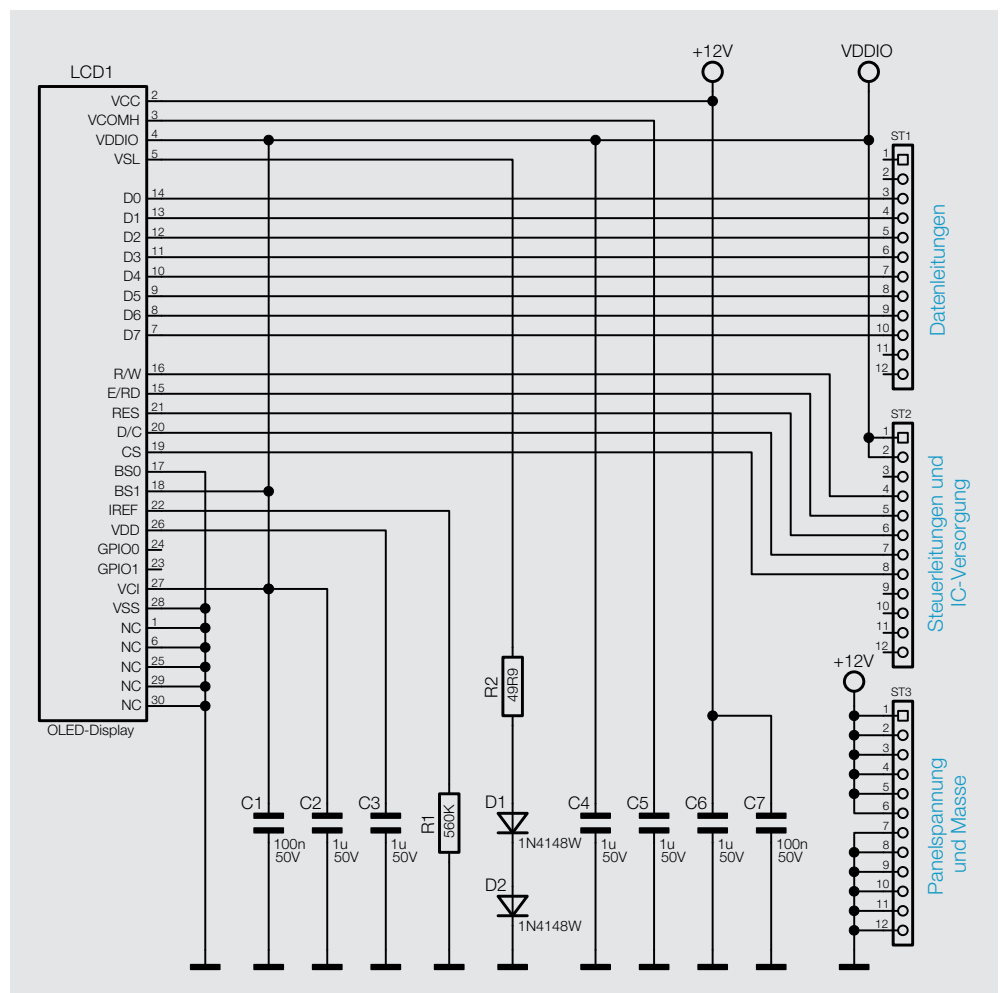 +12V
VDDIO
LCD1
VCC 2
VCOMH 3
VDDIO 4
VSL 5
D0 14
D1 13
D2 12
D3 11
D4 10
D5 9
D6 8
D7 7
R/W 16
E/RD 15
RES 21
D/C 20
CS 19
BS0 17
BS1 18
IREF 22
VDD 26
GPIO0 24
GPIO1 23
VCI 27
VSS 28
NC 1
NC 6
NC 25
NC 29
NC 30
OLED-Display
ST1
1
2
3
4
5
6
7
8
9
10
11
12
Datenleitungen
ST2
1
2
3
4
5
6
7
8
9
10
11
12
Steuerleitungen und
IC-Versorgung
+12V
ST3
1
2
3
4
5
6
7
8
9
10
11
12
Panelspannung
und Masse
R2
49R9
C1
100n
50V
C2
1u
50V
C3
1u
50V
R1
560K
D1
1N4148W
D2
1N4148W
C4
1u
50V
C5
1u
50V
C6
1u
50V
C7
100n
50V